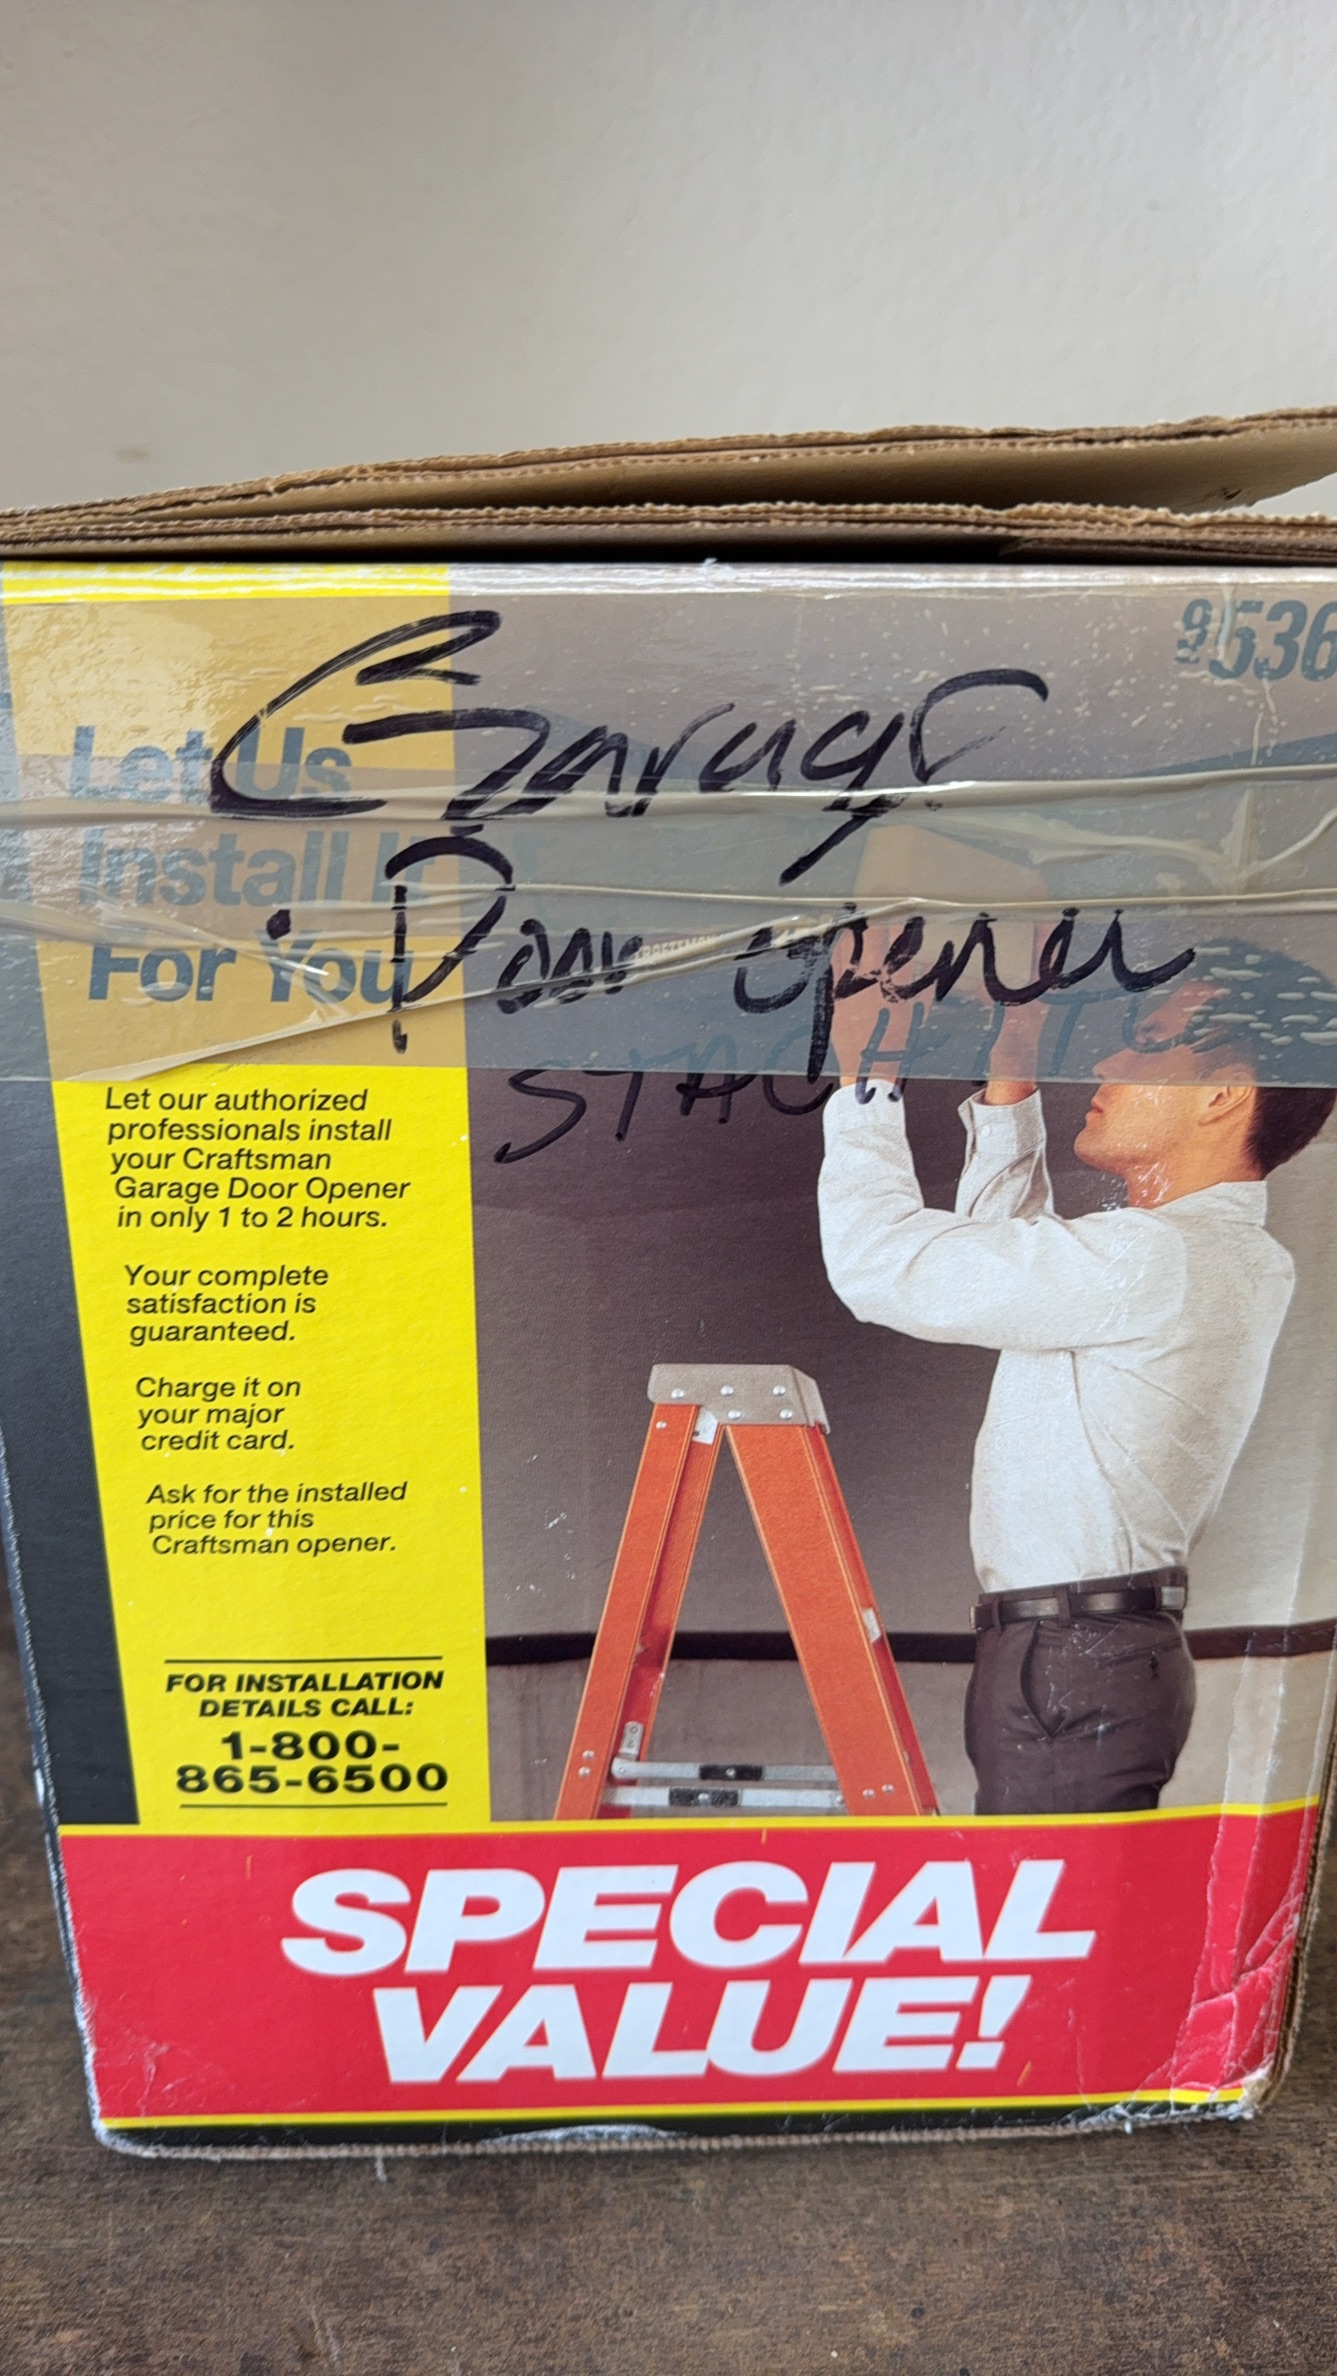 9536
Garage
Door opener
Let Us
Install It
For You
CRAFTSMAN
Let our authorized
professionals install
your Craftsman
Garage Door Opener
in only 1 to 2 hours.
Your complete
satisfaction is
guaranteed.
Charge it on
your major
credit card.
Ask for the installed
price for this
Craftsman opener.
FOR INSTALLATION
DETAILS CALL:
1-800-
865-6500
SPECIAL
VALUE!